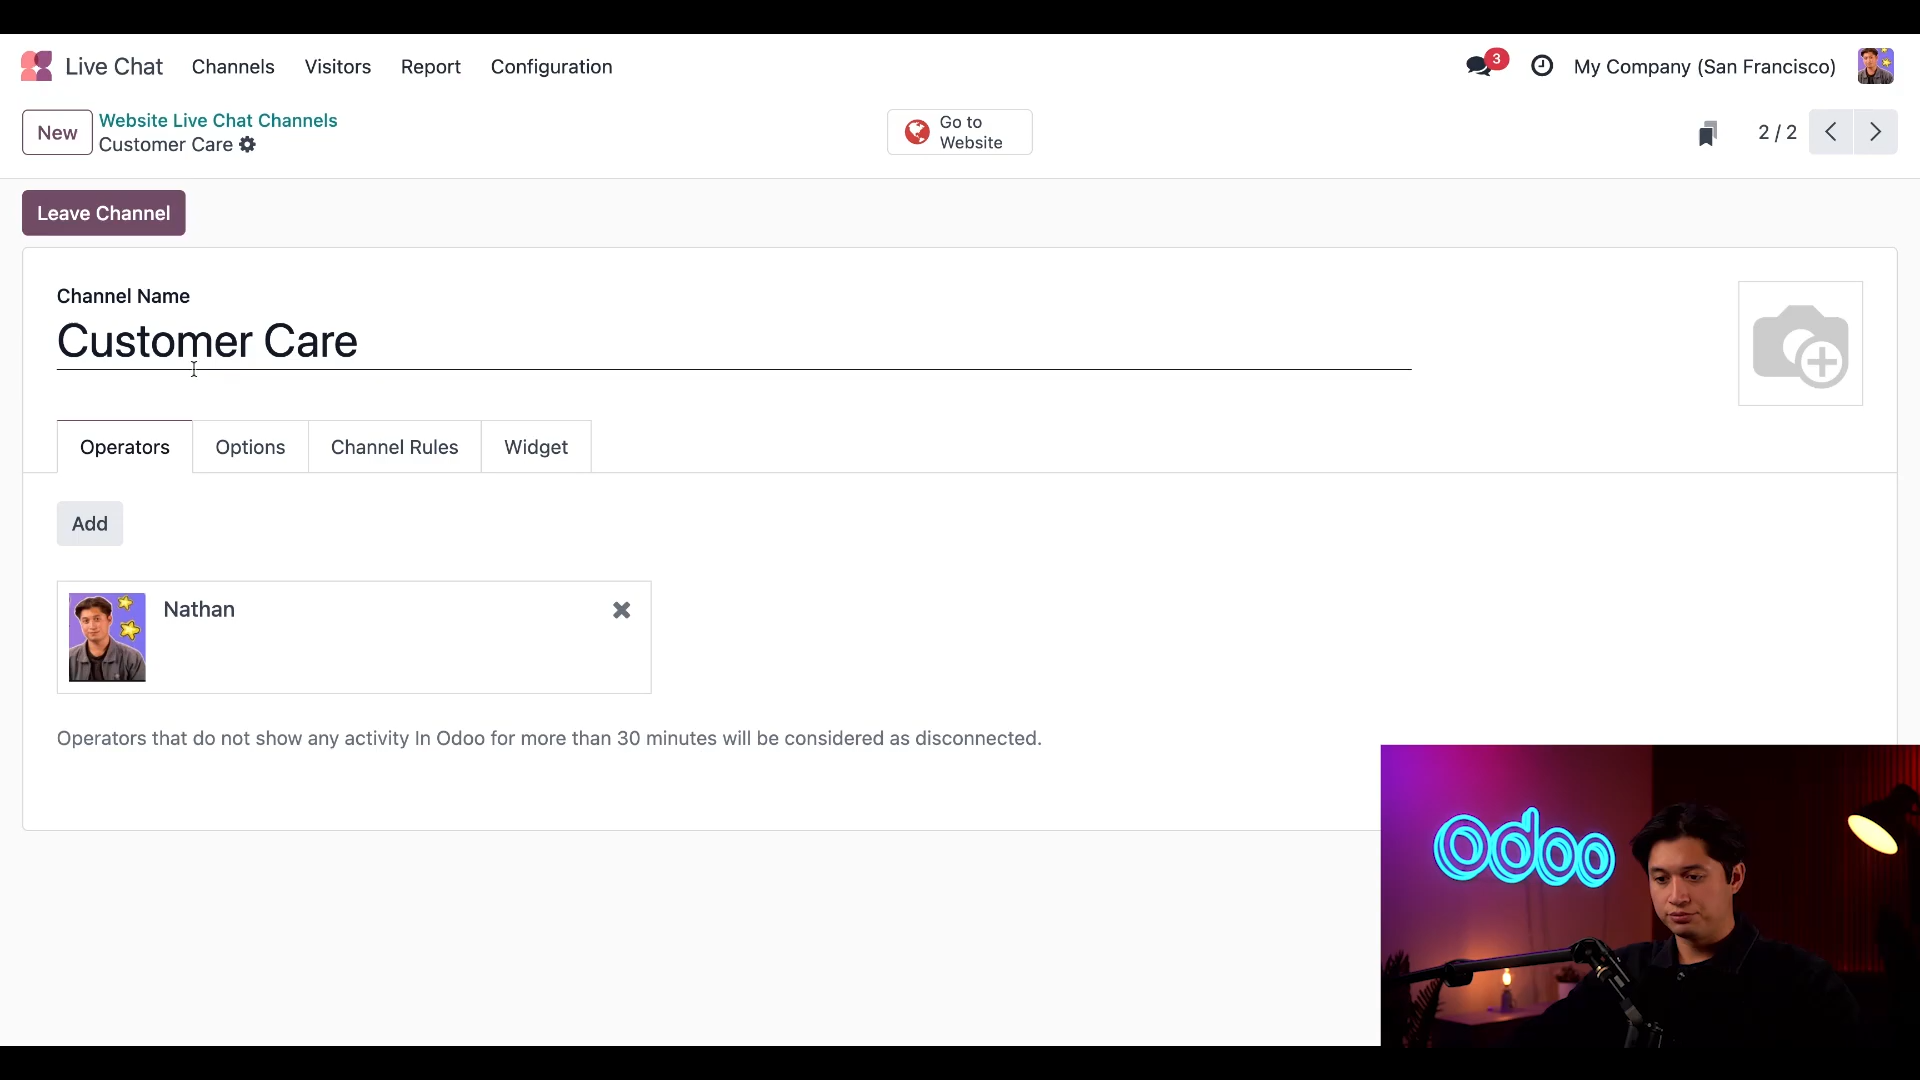 Live Chat Channels Visitors Report Configuration 3 My Company (San Francisco)
New Website Live Chat Channels
Customer Care
Go to
Website
2 / 2
Leave Channel
Channel Name
Customer Care
Operators Options Channel Rules Widget
Add
Nathan
Operators that do not show any activity In Odoo for more than 30 minutes will be considered as disconnected.
odoo